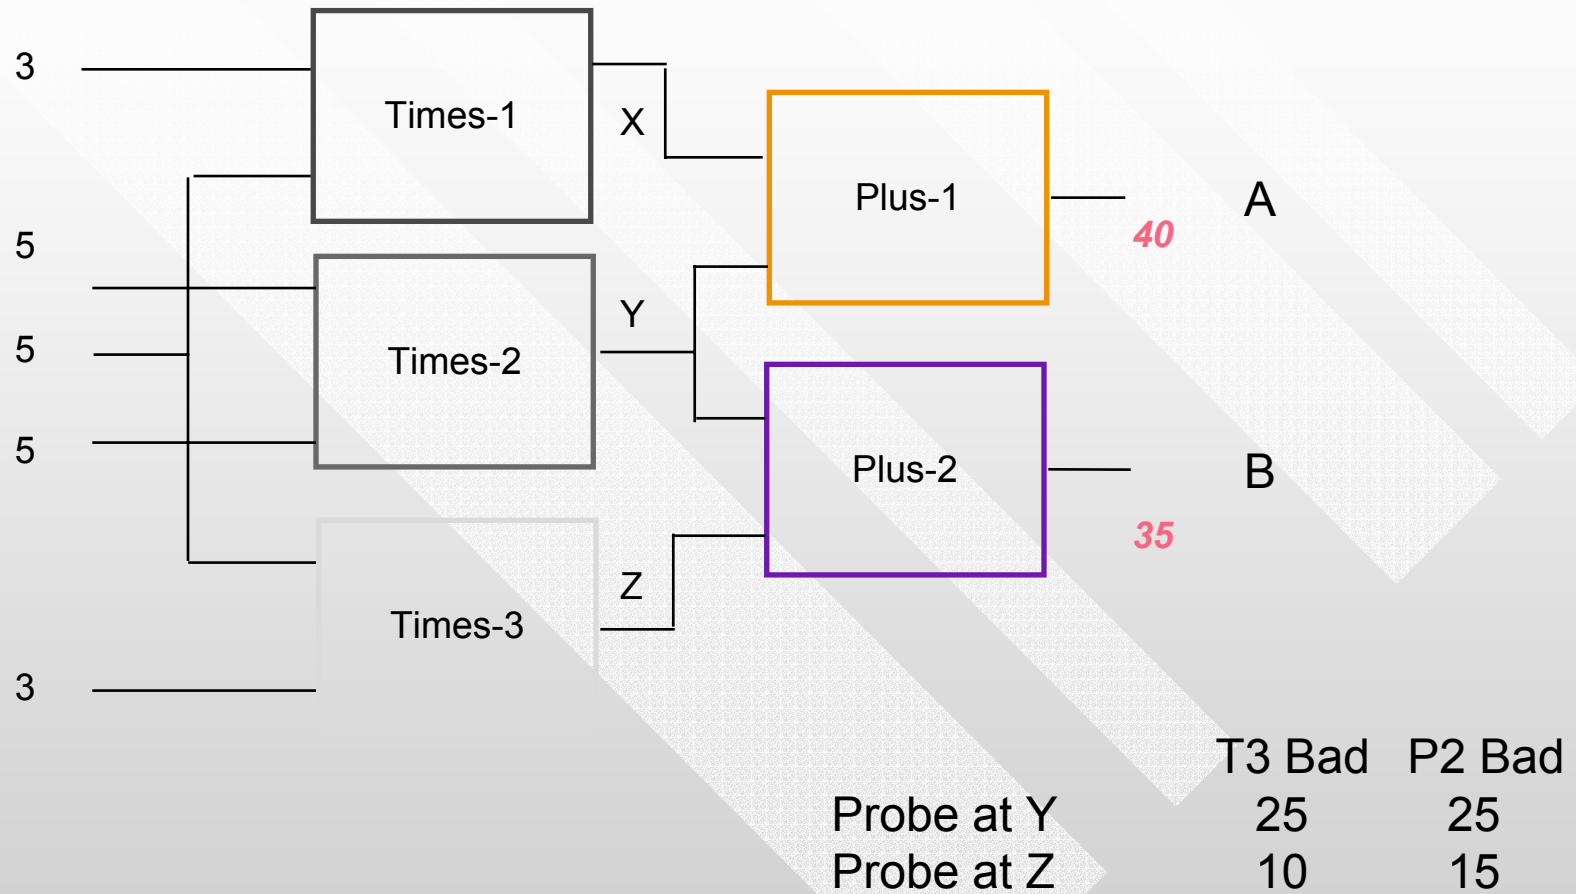 3
Times-1
X
Plus-1
A
40
5
Y
5
Times-2
5
Plus-2
B
35
Z
Times-3
3
T3 Bad P2 Bad
Probe at Y 25 25
Probe at Z 10 15